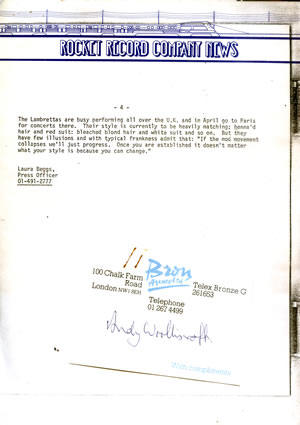 ROCKET RECORD COMPANY NEWS
- 4 -
The Lambrettas are busy performing all over the U.K. and in April go to Paris
for concerts there. Their style is currently to be heavily matching; henna'd
hair and red suit: bleached blond hair and white suit and so on. But they
have few illusions and with typical frankness admit that: "If the mod movement
collapses we'll just progress. Once you are established it doesn't matter
what your style is because you can change."
Laura Beggs,
Press Officer
01-491-2777
Bron
Agency Ltd
100 Chalk Farm
Road
London NW1 8EH
Telex Bronze G
261653
Telephone
01 267 4499
Andy Woolliscroft
With compliments